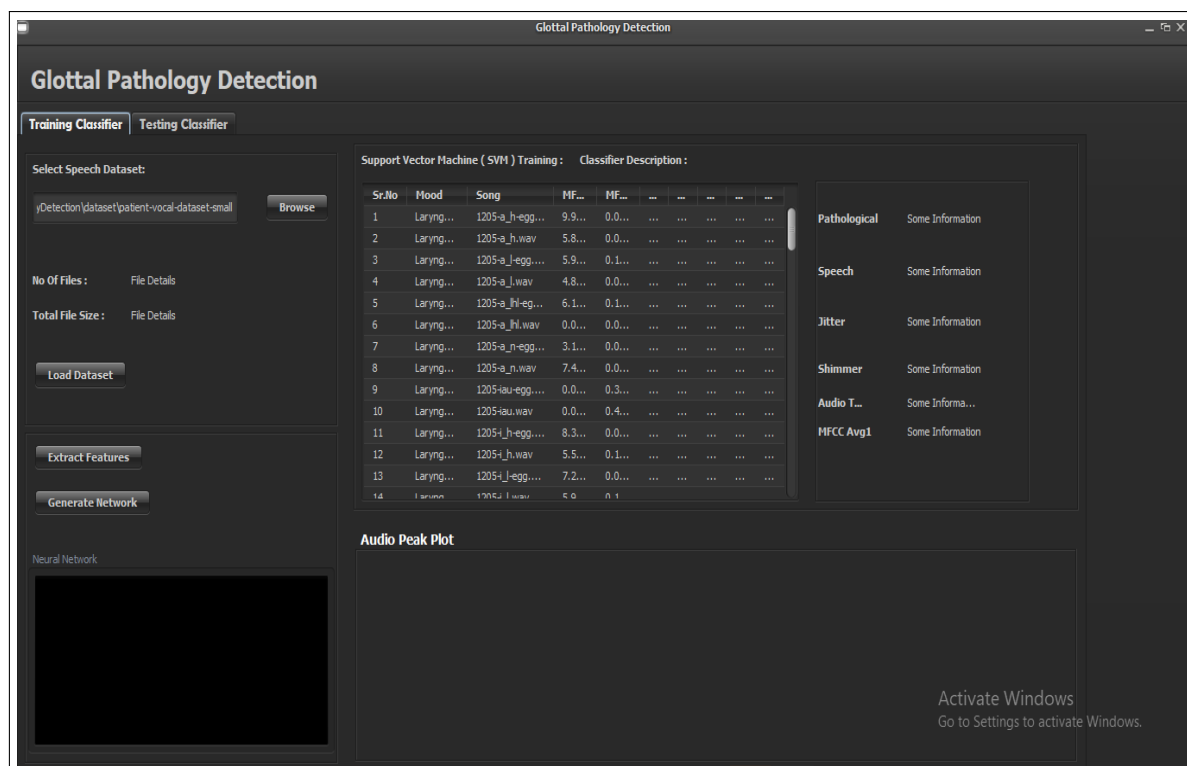 Glottal Pathology Detection
Glottal Pathology Detection
Training Classifier Testing Classifier
Select Speech Dataset:
yDetection\dataset\patient-vocal-dataset-small Browse
No Of Files : File Details
Total File Size : File Details
Load Dataset
Extract Features
Generate Network
Neural Network
Support Vector Machine ( SVM ) Training : Classifier Description :
Sr.No Mood Song MF... MF... ... ... ... ... ...
1 Laryng... 1205-a_h-egg... 9.9... 0.0... ... ... ... ... ...
2 Laryng... 1205-a_h.wav 5.8... 0.0... ... ... ... ... ...
3 Laryng... 1205-a_l-egg.... 5.9... 0.1... ... ... ... ... ...
4 Laryng... 1205-a_l.wav 4.8... 0.0... ... ... ... ... ...
5 Laryng... 1205-a_lhl-eg... 6.1... 0.1... ... ... ... ... ...
6 Laryng... 1205-a_lhl.wav 0.0... 0.0... ... ... ... ... ...
7 Laryng... 1205-a_n-egg... 3.1... 0.0... ... ... ... ... ...
8 Laryng... 1205-a_n.wav 7.4... 0.0... ... ... ... ... ...
9 Laryng... 1205-iau-egg.... 0.0... 0.3... ... ... ... ... ...
10 Laryng... 1205-iau.wav 0.0... 0.4... ... ... ... ... ...
11 Laryng... 1205-i_h-egg.... 8.3... 0.0... ... ... ... ... ...
12 Laryng... 1205-i_h.wav 5.5... 0.1... ... ... ... ... ...
13 Laryng... 1205-i_l-egg.... 7.2... 0.0... ... ... ... ... ...
14 Laryng 1205-i_l.wav 5.9 0.1
Pathological Some Information
Speech Some Information
Jitter Some Information
Shimmer Some Information
Audio T... Some Informa...
MFCC Avg1 Some Information
Audio Peak Plot
Activate Windows
Go to Settings to activate Windows.